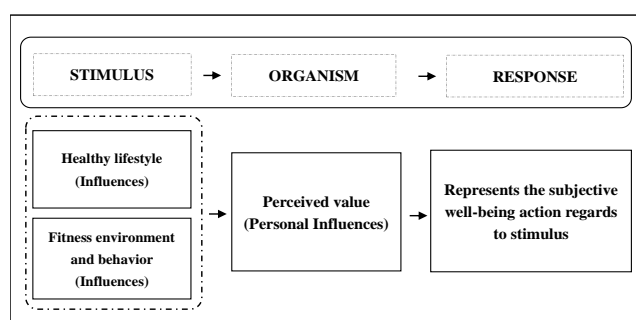 STIMULUS
ORGANISM
RESPONSE
Healthy lifestyle
(Influences)
Fitness environment
and behavior
(Influences)
Perceived value
(Personal Influences)
Represents the subjective
well-being action regards
to stimulus